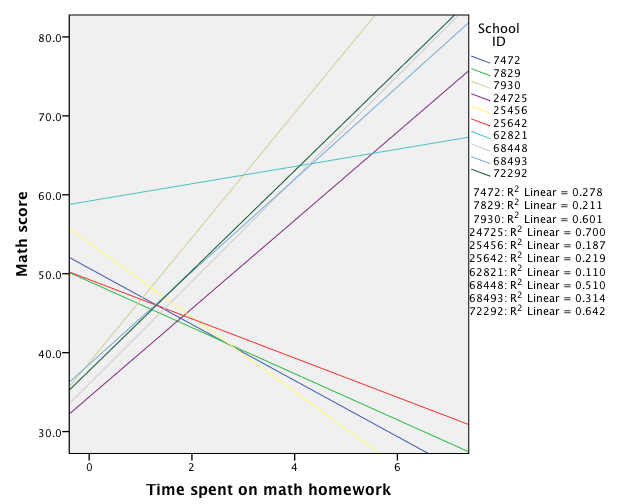 School
ID
7472
7829
7930
24725
25456
25642
62821
68448
68493
72292
7472: R² Linear = 0.278
7829: R² Linear = 0.211
7930: R² Linear = 0.601
24725: R² Linear = 0.700
25456: R² Linear = 0.187
25642: R² Linear = 0.219
62821: R² Linear = 0.110
68448: R² Linear = 0.510
68493: R² Linear = 0.314
72292: R² Linear = 0.642
Math score
80.0
70.0
60.0
50.0
40.0
30.0
0 2 4 6
Time spent on math homework